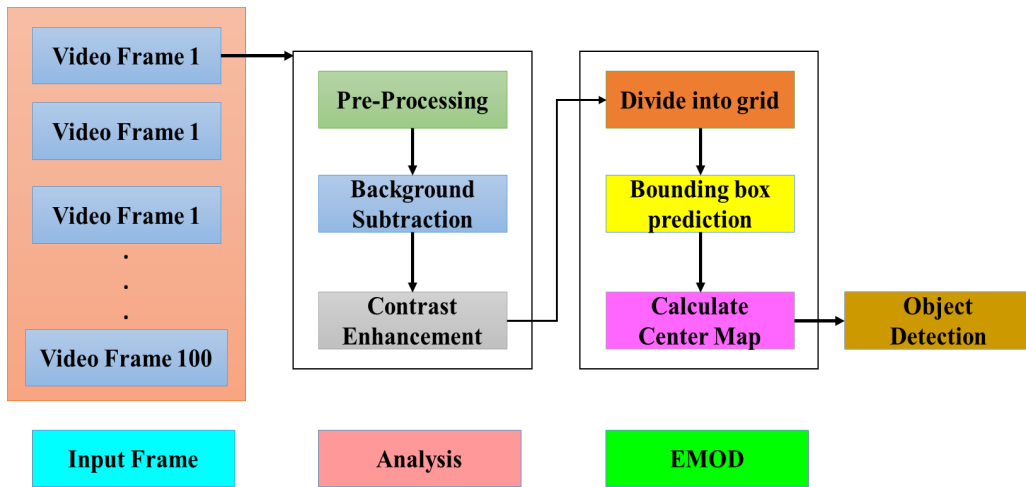 Video Frame 1
Video Frame 1
Video Frame 1
.
.
.
Video Frame 100
Pre-Processing
Background
Subtraction
Contrast
Enhancement
Divide into grid
Bounding box
prediction
Calculate
Center Map
Object
Detection
Input Frame
Analysis
EMOD